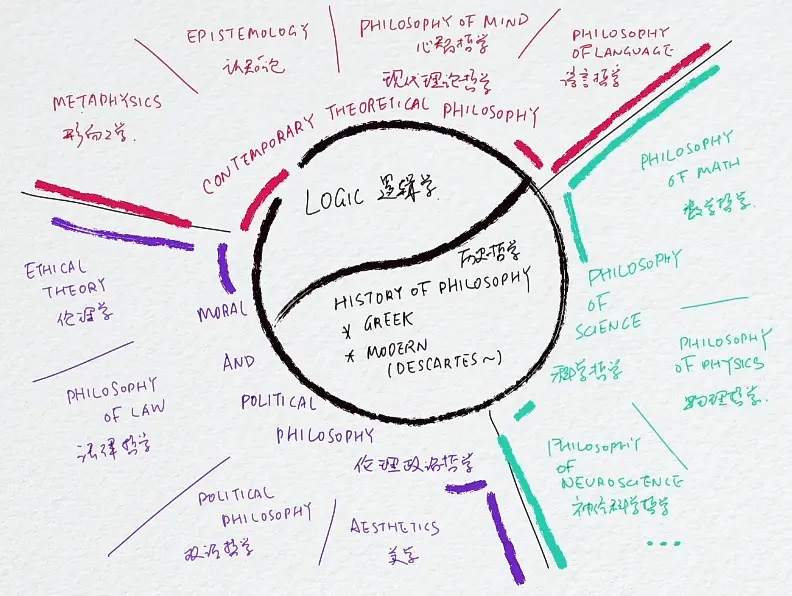 EPISTEMOLOGY
认知论
PHILOSOPHY OF MIND
心智哲学
现代理论哲学
PHILOSOPHY
OF LANGUAGE
语言哲学
METAPHYSICS
形而上学.
CONTEMPORARY THEORETICAL PHILOSOPHY
PHILOSOPHY
OF MATH
数学哲学.
LOGIC 逻辑学.
历史哲学
HISTORY OF PHILOSOPHY
* GREEK
* MODERN
(DESCARTES ~)
ETHICAL
THEORY
伦理学
MORAL
AND
POLITICAL
PHILOSOPHY
伦理政治哲学
PHILOSOPHY
OF
SCIENCE
科学哲学
PHILOSOPHY
OF PHYSICS
物理哲学.
PHILOSOPHY
OF LAW
法律哲学
PHILOSOPHY
OF
NEUROSCIENCE
神经科学哲学
...
POLITICAL
PHILOSOPHY
政治哲学
AESTHETICS
美学